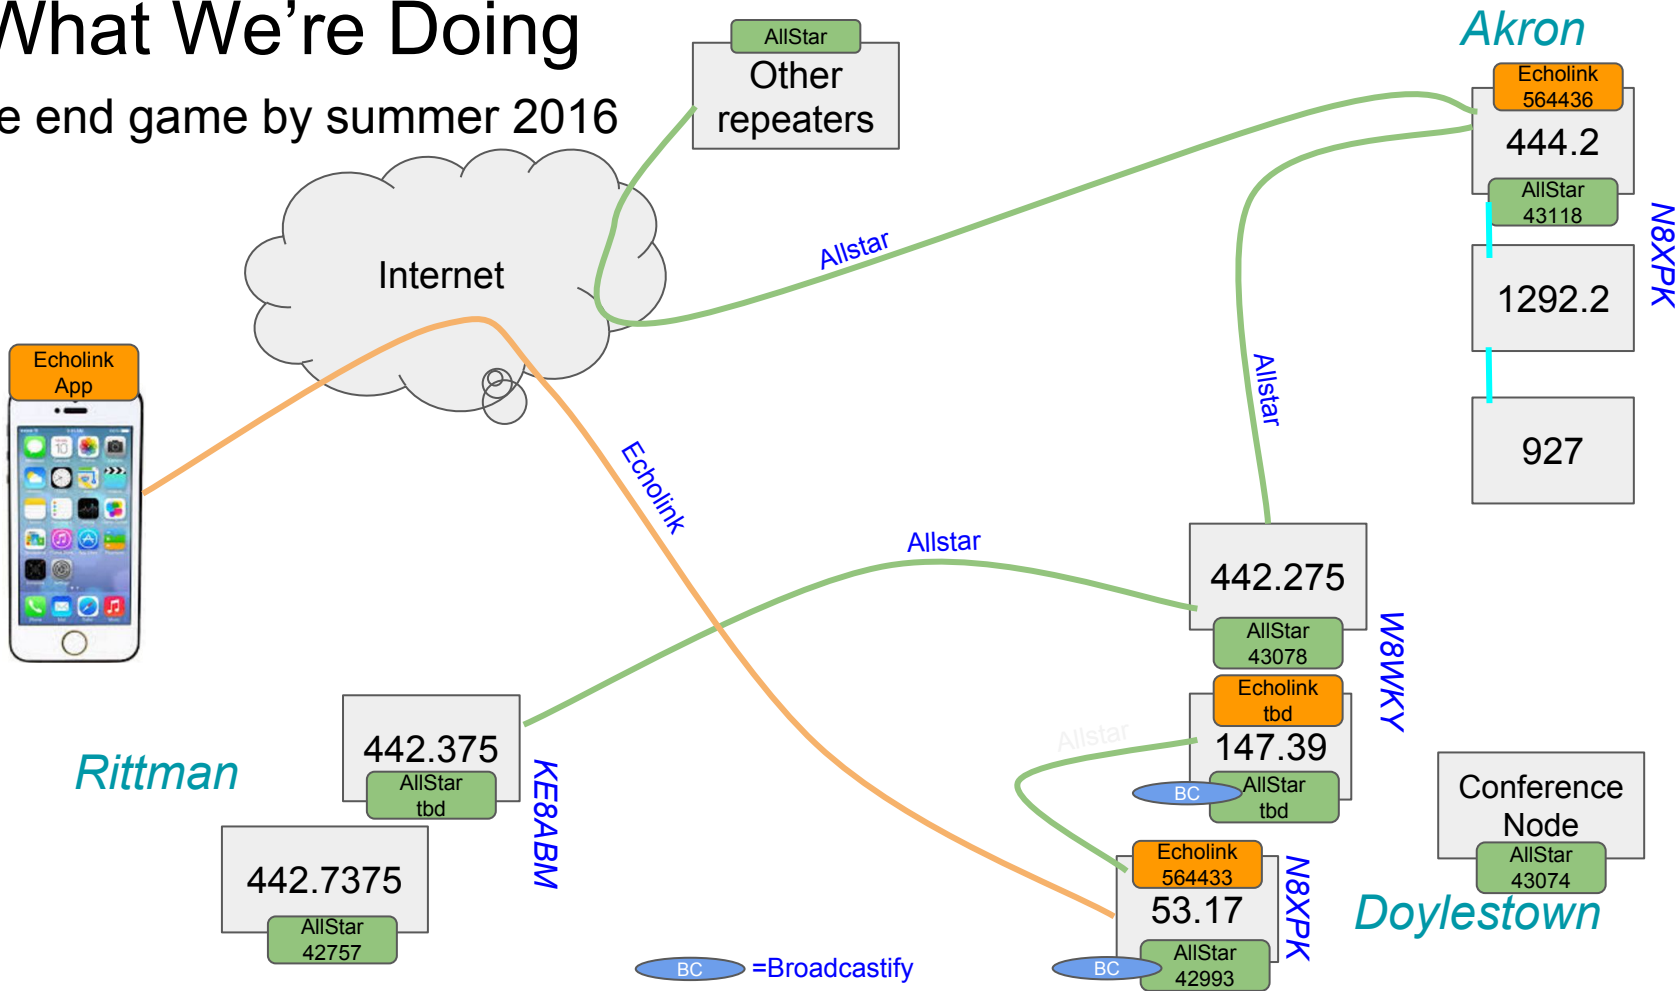 What We're Doing
e end game by summer 2016
AllStar
Other
repeaters
Akron
Echolink
564436
444.2
AllStar
43118
N8XPK
1292.2
927
Internet
Allstar
Echolink
App
Echolink
Allstar
Allstar
442.275
AllStar
43078
W8WKY
Echolink
tbd
147.39
Allstar
BC
AllStar
tbd
Rittman
442.375
AllStar
tbd
KE8ABM
442.7375
AllStar
42757
Conference
Node
AllStar
43074
Doylestown
Echolink
564433
53.17
N8XPK
BC
AllStar
42993
BC =Broadcastify